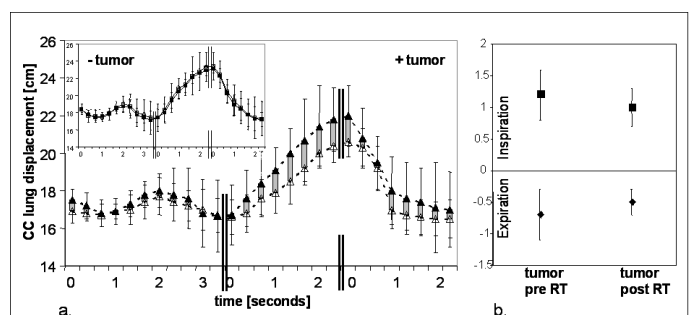 26
24
22
20
18
16
14
CC lung displacement [cm]
26
24
22
20
18
16
14
- tumor
0 1 2 3 0 1 2 0 1 2
+ tumor
0 1 2 3 0 1 2 0 1 2
time [seconds]
a.
2
1.5
1
0.5
0
-0.5
-1
-1.5
Inspiration
Expiration
tumor tumor
pre RT post RT
b.